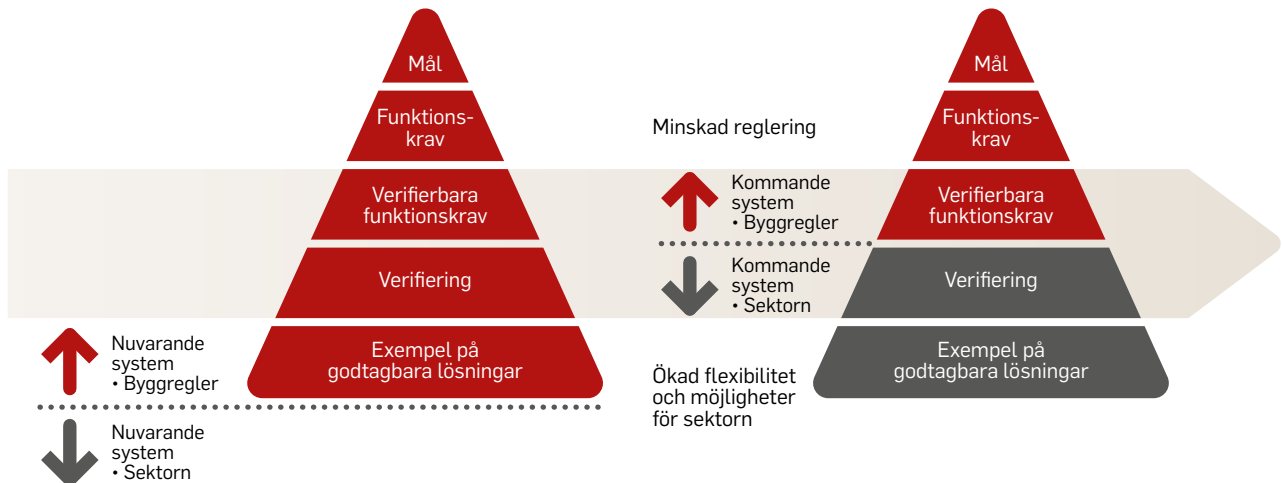 Mål
Funktions-
krav
Verifierbara
funktionskrav
Verifiering
Exempel på
godtagbara lösningar
Nuvarande
system
• Byggregler
Nuvarande
system
• Sektorn
Minskad reglering
Kommande
system
• Byggregler
Kommande
system
• Sektorn
Ökad flexibilitet
och möjligheter
för sektorn
Mål
Funktions-
krav
Verifierbara
funktionskrav
Verifiering
Exempel på
godtagbara lösningar